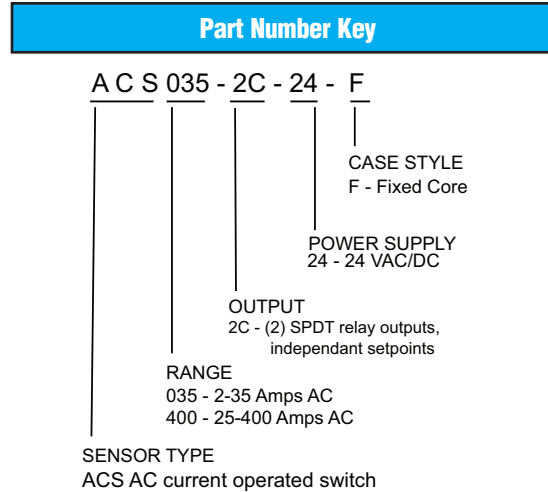 Part Number Key
A C S 035 - 2C - 24 - F
CASE STYLE
F - Fixed Core
POWER SUPPLY
24 - 24 VAC/DC
OUTPUT
2C - (2) SPDT relay outputs,
independant setpoints
RANGE
035 - 2-35 Amps AC
400 - 25-400 Amps AC
SENSOR TYPE
ACS AC current operated switch